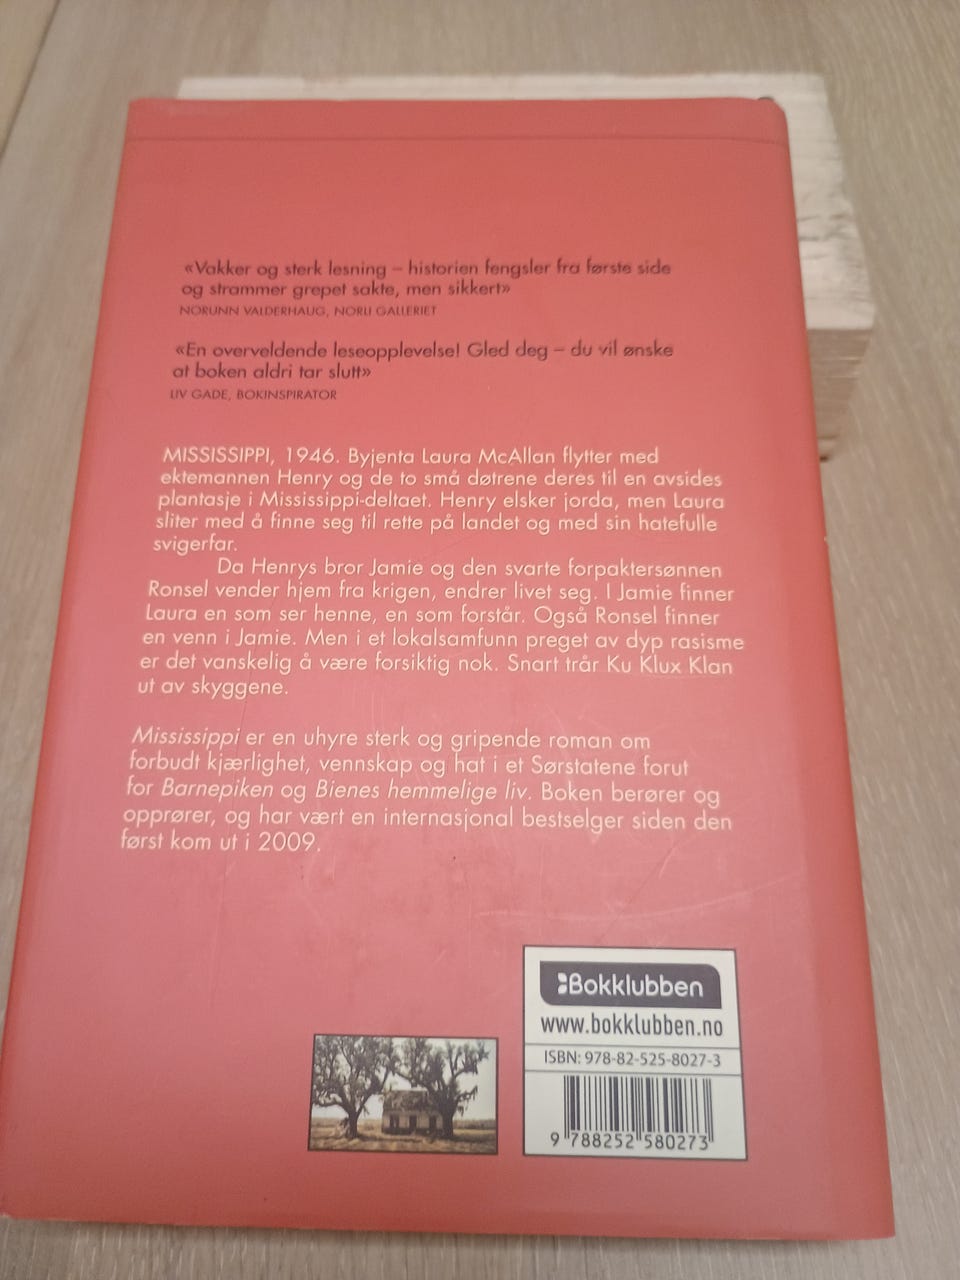 «Vakker og sterk lesning – historien fengsler fra første side
og strammer grepet sakte, men sikkert»
NORUNN VALDERHAUG, NORLI GALLERIET
«En overveldende leseopplevelse! Gled deg – du vil ønske
at boken aldri tar slutt»
LIV GADE, BOKINSPIRATOR
MISSISSIPPI, 1946. Byjenta Laura McAllan flytter med
ektemannen Henry og de to små døtrene deres til en avsides
plantasje i Mississippi-deltaet. Henry elsker jorda, men Laura
sliter med å finne seg til rette på landet og med sin hatefulle
svigerfar.
Da Henrys bror Jamie og den svarte forpaktersønnen
Ronsel vender hjem fra krigen, endrer livet seg. I Jamie finner
Laura en som ser henne, en som forstår. Også Ronsel finner
en venn i Jamie. Men i et lokalsamfunn preget av dyp rasisme
er det vanskelig å være forsiktig nok. Snart trår Ku Klux Klan
ut av skyggene.
Mississippi er en uhyre sterk og gripende roman om
forbudt kjærlighet, vennskap og hat i et Sørstatene forut
for Barnepiken og Bienes hemmelige liv. Boken berører og
opprører, og har vært en internasjonal bestselger siden den
først kom ut i 2009.
Bokklubben
www.bokklubben.no
ISBN: 978-82-525-8027-3
9 788252 580273